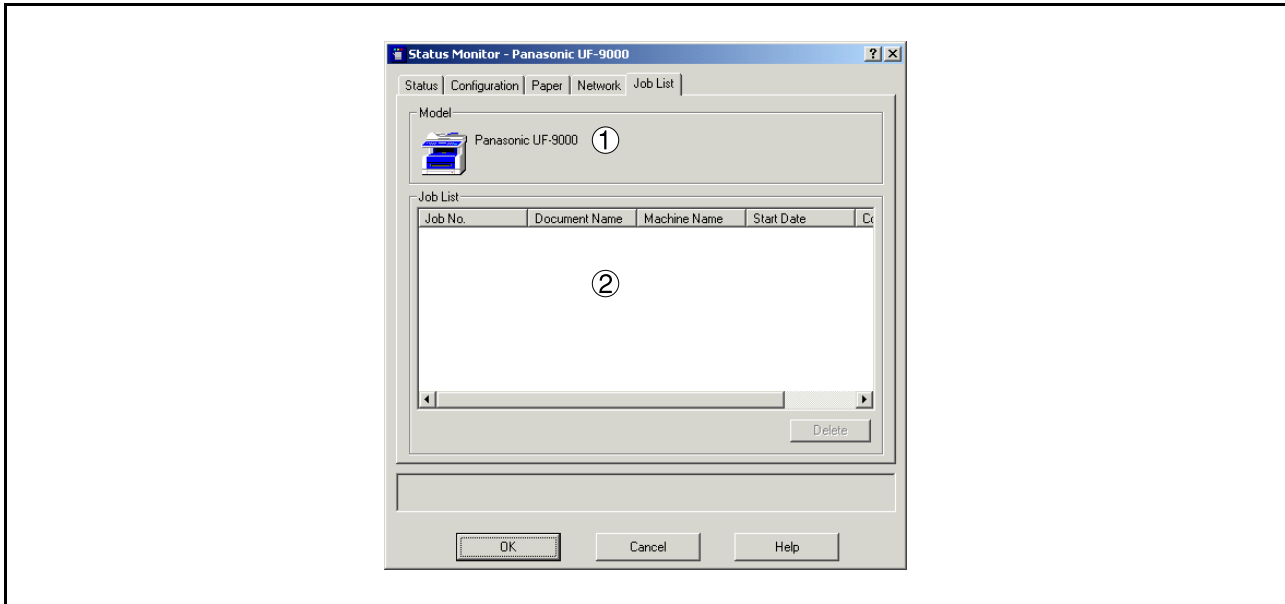 Status Monitor - Panasonic UF-9000
Status Configuration Paper Network Job List
Model
Panasonic UF-9000 ①
Job List
Job No. Document Name Machine Name Start Date Co
②
Delete
OK Cancel Help